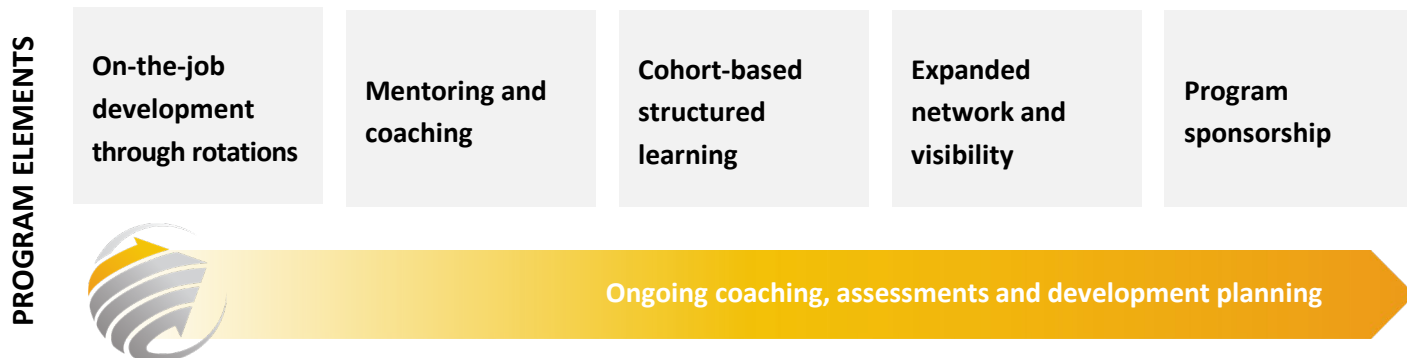 PROGRAM ELEMENTS
On-the-job
development
through rotations
Mentoring and
coaching
Cohort-based
structured
learning
Expanded
network and
visibility
Program
sponsorship
Ongoing coaching, assessments and development planning